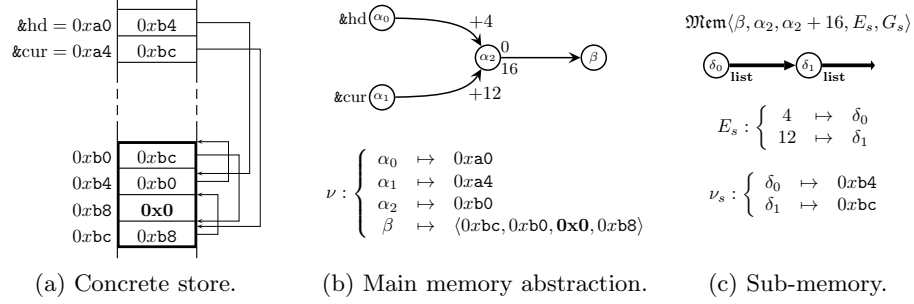 &hd = 0xa0 0xb4
&cur = 0xa4 0xbc
0xb0 0xbc
0xb4 0xb0
0xb8 0x0
0xbc 0xb8
(a) Concrete store.
&hd α₀ +4
α₂ 0 16 β
&cur α₁ +12
ν : { α₀ ↦ 0xa0
α₁ ↦ 0xa4
α₂ ↦ 0xb0
β ↦ ⟨0xbc, 0xb0, 0x0, 0xb8⟩
(b) Main memory abstraction.
𝔐𝔢𝔪⟨β, α₂, α₂ + 16, Eₛ, Gₛ⟩
δ₀ list δ₁ list
Eₛ : { 4 ↦ δ₀
12 ↦ δ₁
νₛ : { δ₀ ↦ 0xb4
δ₁ ↦ 0xbc
(c) Sub-memory.